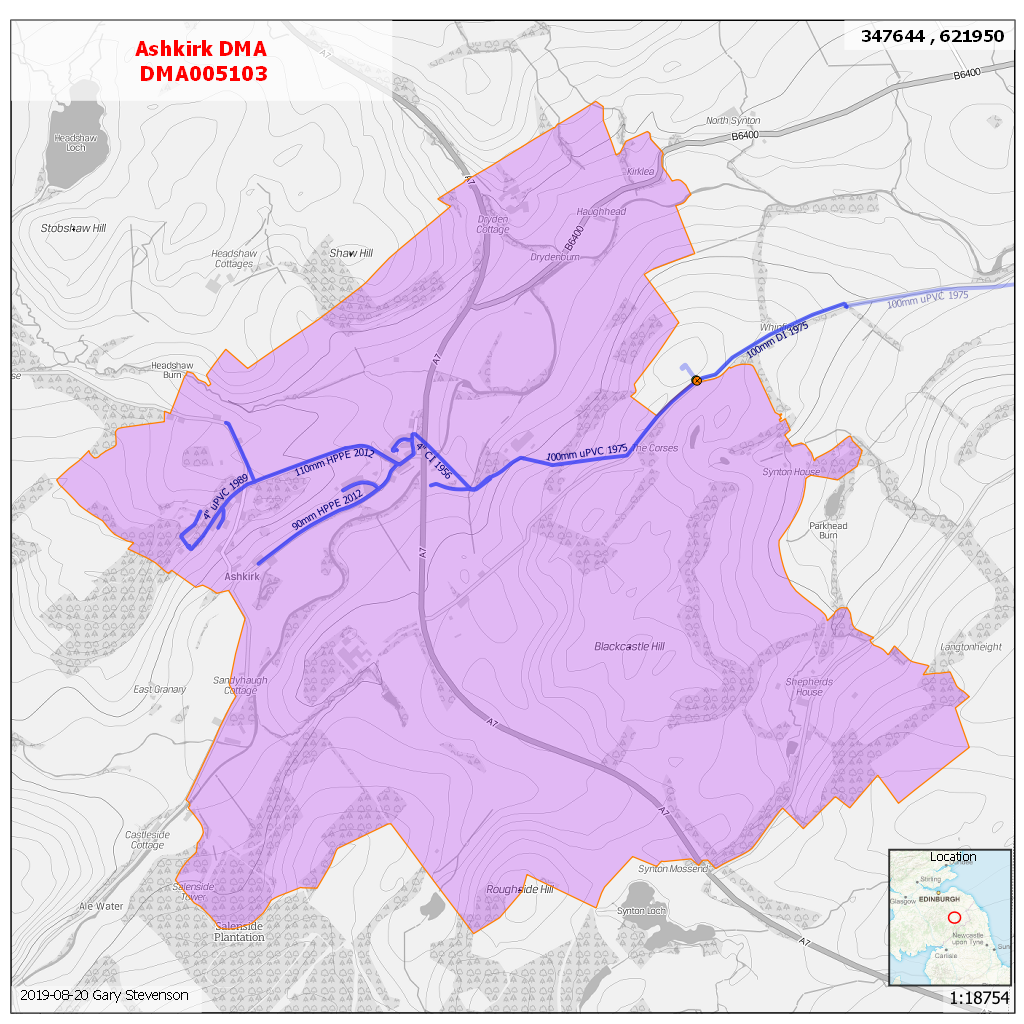 Ashkirk DMA
DMA005103
347644 , 621950
A7
B6400
North Synton
B6400
Headshaw
Loch
A7
Kirklea
Haughhead
Stobshaw Hill
Dryden
Cottage
B6400
Headshaw
Cottages
Shaw Hill
Drydenburn
100mm uPVC 1975
100mm DI 1975
A7
Headshaw
Burn
The Corses
100mm uPVC 1975
4" CI 1956
110mm HPPE 2012
4" uPVC 1989
90mm HPPE 2012
Synton House
Parkhead
Burn
A7
Ashkirk
Blackcastle Hill
Langtonheight
Sandyhaugh
Cottage
East Granary
Shepherds
House
A7
A7
Castleside
Cottage
Synton Mossend
Salenside
Tower
Roughside Hill
Ale Water
Synton Loch
Salenside
Plantation
A7
Location
Stirling
EDINBURGH
Glasgow
Newcastle
upon Tyne
Sun
Carlisle
2019-08-20 Gary Stevenson
1:18754
A7